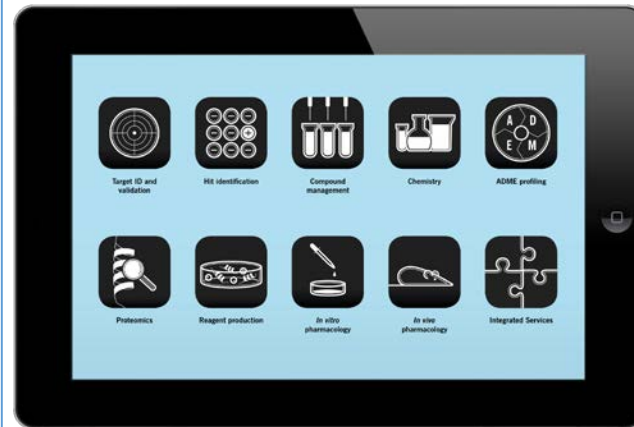 Target ID and
validation
Hit identification
Compound
management
Chemistry
A D
E M
ADME profiling
Proteomics
Reagent production
In vitro
pharmacology
In vivo
pharmacology
Integrated Services